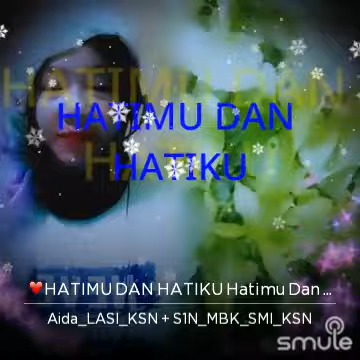 HATIMU DAN
HATIKU
❤️HATIMU DAN HATIKU Hatimu Dan ...
Aida_LASI_KSN + S1N_MBK_SMI_KSN
smule